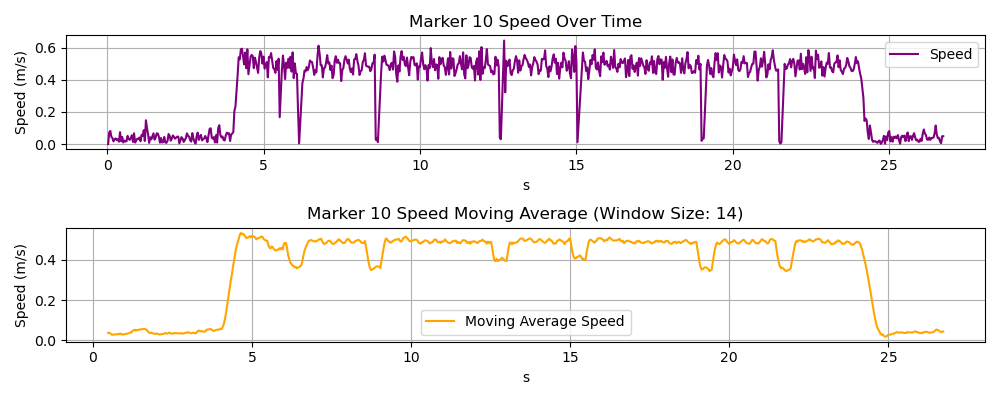 Marker 10 Speed Over Time
Speed (m/s)
0.6
0.4
0.2
0.0
Speed
0 5 10 15 20 25
s
Marker 10 Speed Moving Average (Window Size: 14)
Speed (m/s)
0.4
0.2
0.0
Moving Average Speed
0 5 10 15 20 25
s